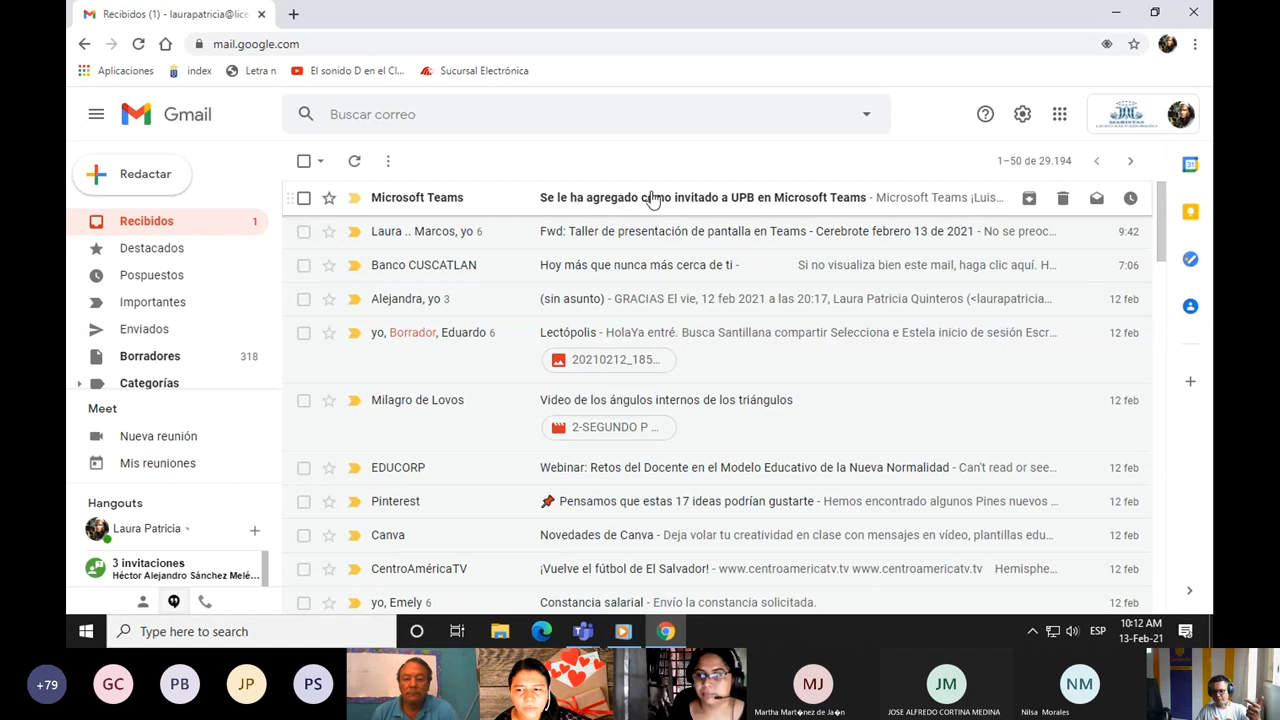 Recibidos (1) - laurapatricia@lice
mail.google.com
Aplicaciones index Letra n El sonido D en el Cl... Sucursal Electrónica
Gmail
Buscar correo
Redactar
1–50 de 29.194
Microsoft Teams Se le ha agregado como invitado a UPB en Microsoft Teams - Microsoft Teams ¡Luis...
Recibidos 1
Laura .. Marcos, yo 6 Fwd: Taller de presentación de pantalla en Teams - Cerebrote febrero 13 de 2021 - No se preoc... 9:42
Destacados
Banco CUSCATLAN Hoy más que nunca más cerca de ti - Si no visualiza bien este mail, haga clic aquí. H... 7:06
Pospuestos
Alejandra, yo 3 (sin asunto) - GRACIAS El vie, 12 feb 2021 a las 20:17, Laura Patricia Quinteros (<laurapatricia... 12 feb
Importantes
yo, Borrador, Eduardo 6 Lectópolis - HolaYa entré. Busca Santillana compartir Selecciona e Estela inicio de sesión Escr... 12 feb
Enviados
20210212_185...
Borradores 318
Categorías
Milagro de Lovos Video de los ángulos internos de los triángulos 12 feb
Meet
2-SEGUNDO P ...
Nueva reunión
Mis reuniones
EDUCORP Webinar: Retos del Docente en el Modelo Educativo de la Nueva Normalidad - Can't read or see... 12 feb
Hangouts
Pinterest 📌 Pensamos que estas 17 ideas podrían gustarte - Hemos encontrado algunos Pines nuevos ... 12 feb
Laura Patricia
Canva Novedades de Canva - Deja volar tu creatividad en clase con mensajes en vídeo, plantillas edu... 12 feb
3 invitaciones
Héctor Alejandro Sánchez Melé...
CentroAméricaTV ¡Vuelve el fútbol de El Salvador! - www.centroamericatv.tv www.centroamericatv.tv Hemisphe... 12 feb
yo, Emely 6 Constancia salarial - Envío la constancia solicitada. 12 feb
Type here to search
ESP
10:12 AM
13-Feb-21
+79 GC PB JP PS MJ JM NM
Martha Mart�nez de Ja�n JOSE ALFREDO CORTINA MEDINA Nilsa Morales